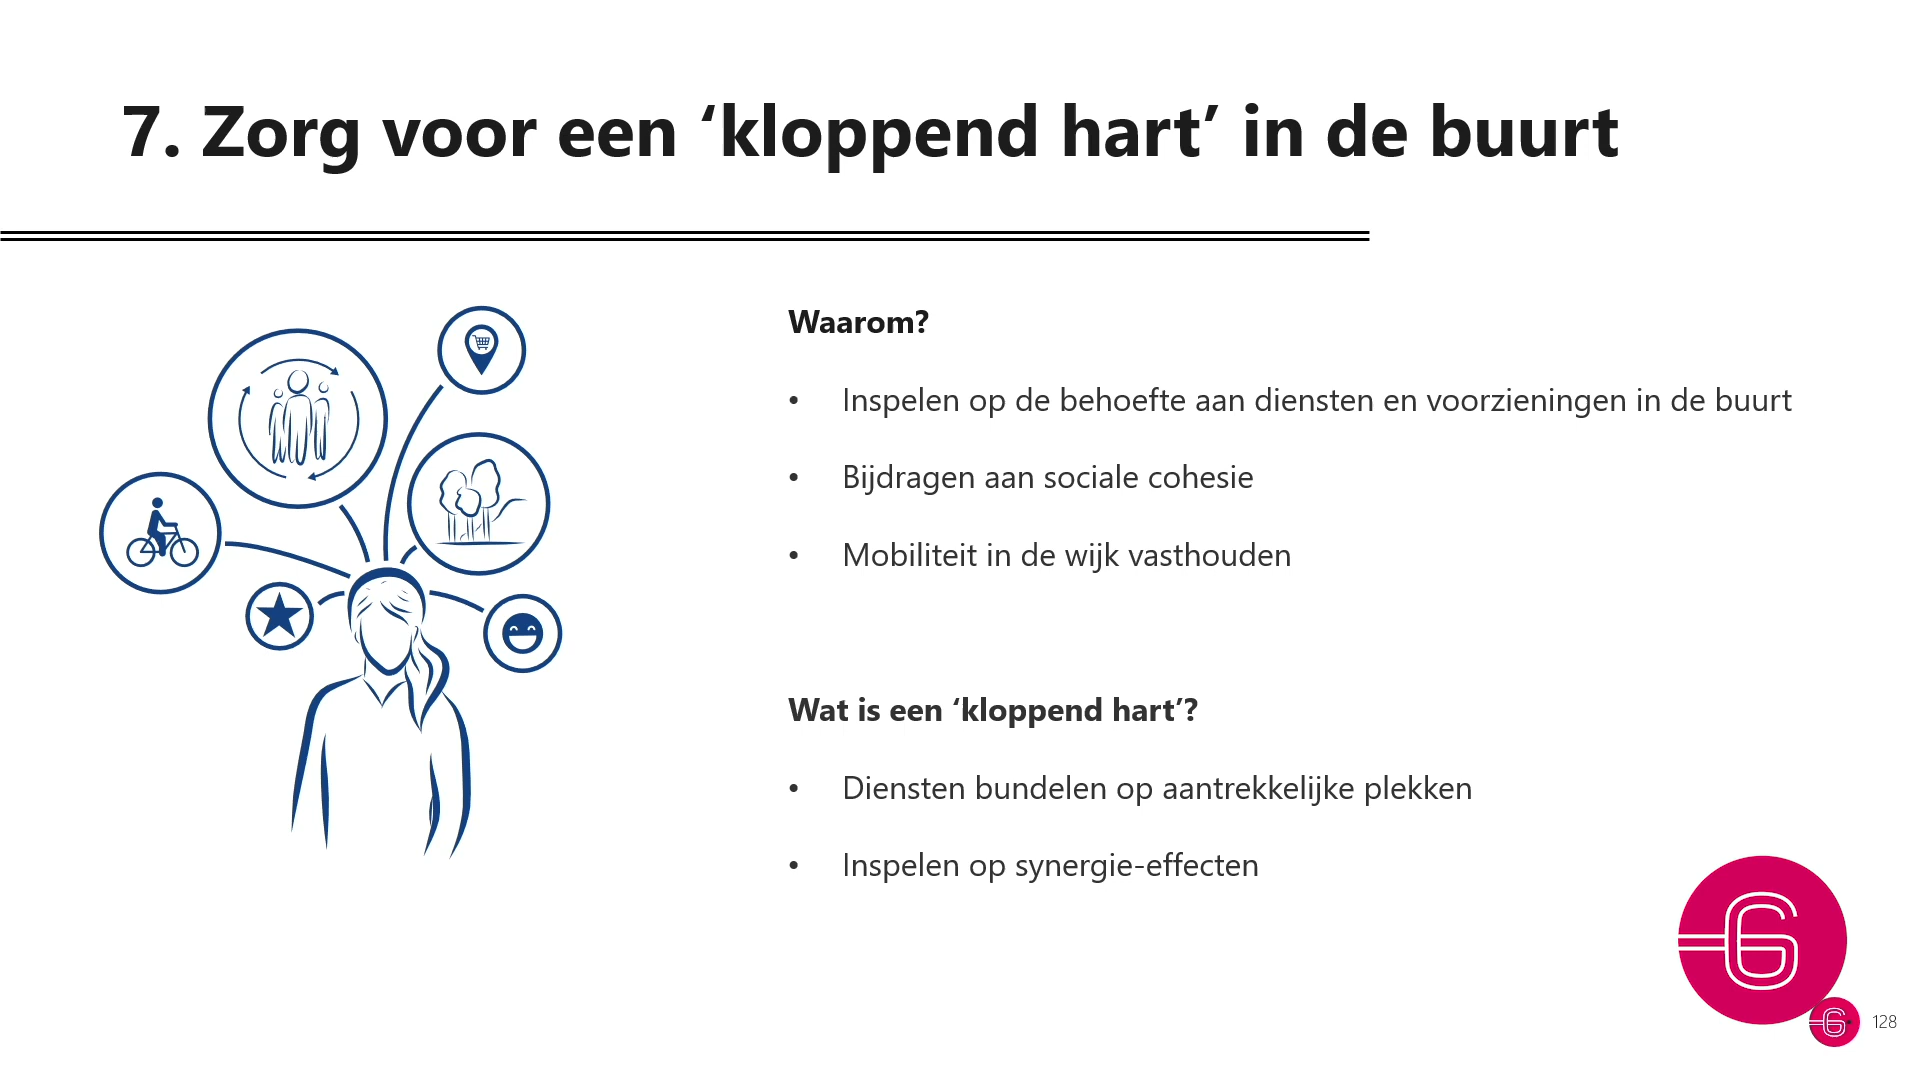 7. Zorg voor een ‘kloppend hart’ in de buurt
Waarom?
• Inspelen op de behoefte aan diensten en voorzieningen in de buurt
• Bijdragen aan sociale cohesie
• Mobiliteit in de wijk vasthouden
Wat is een ‘kloppend hart’?
• Diensten bundelen op aantrekkelijke plekken
• Inspelen op synergie-effecten
128